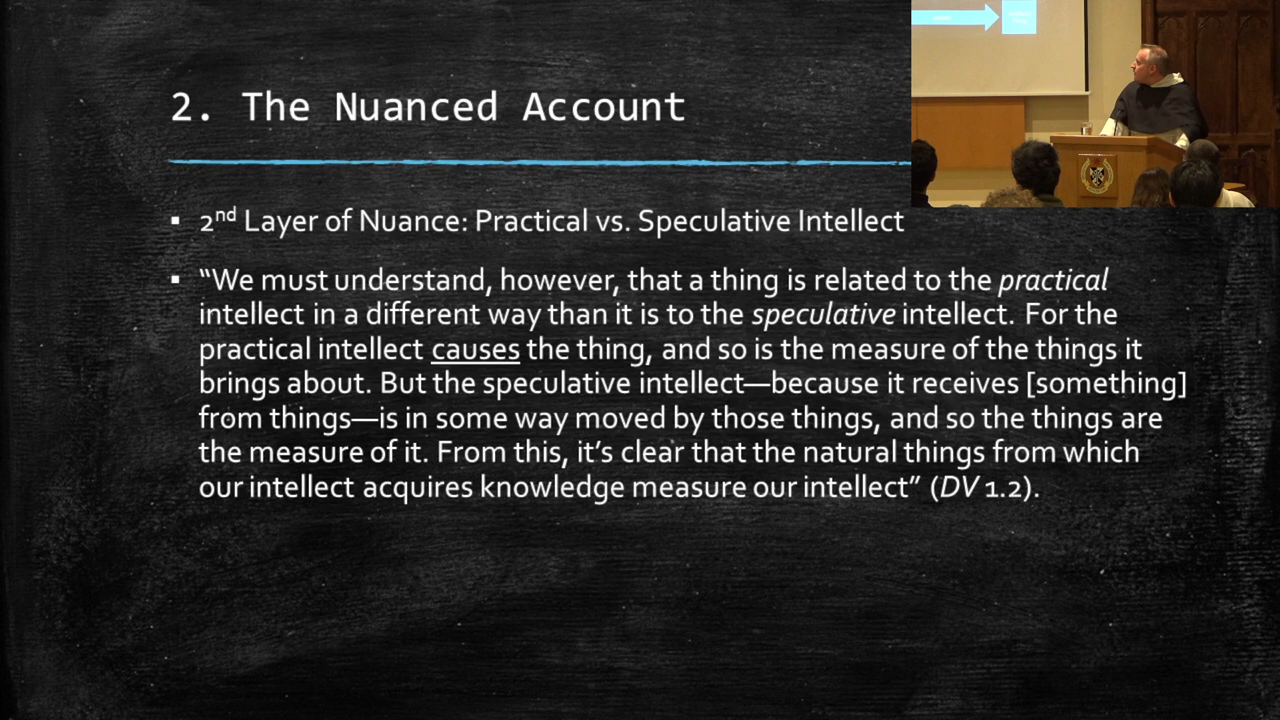 2. The Nuanced Account
▪ 2nd Layer of Nuance: Practical vs. Speculative Intellect
▪ “We must understand, however, that a thing is related to the practical
intellect in a different way than it is to the speculative intellect. For the
practical intellect causes the thing, and so is the measure of the things it
brings about. But the speculative intellect—because it receives [something]
from things—is in some way moved by those things, and so the things are
the measure of it. From this, it’s clear that the natural things from which
our intellect acquires knowledge measure our intellect” (DV 1.2).